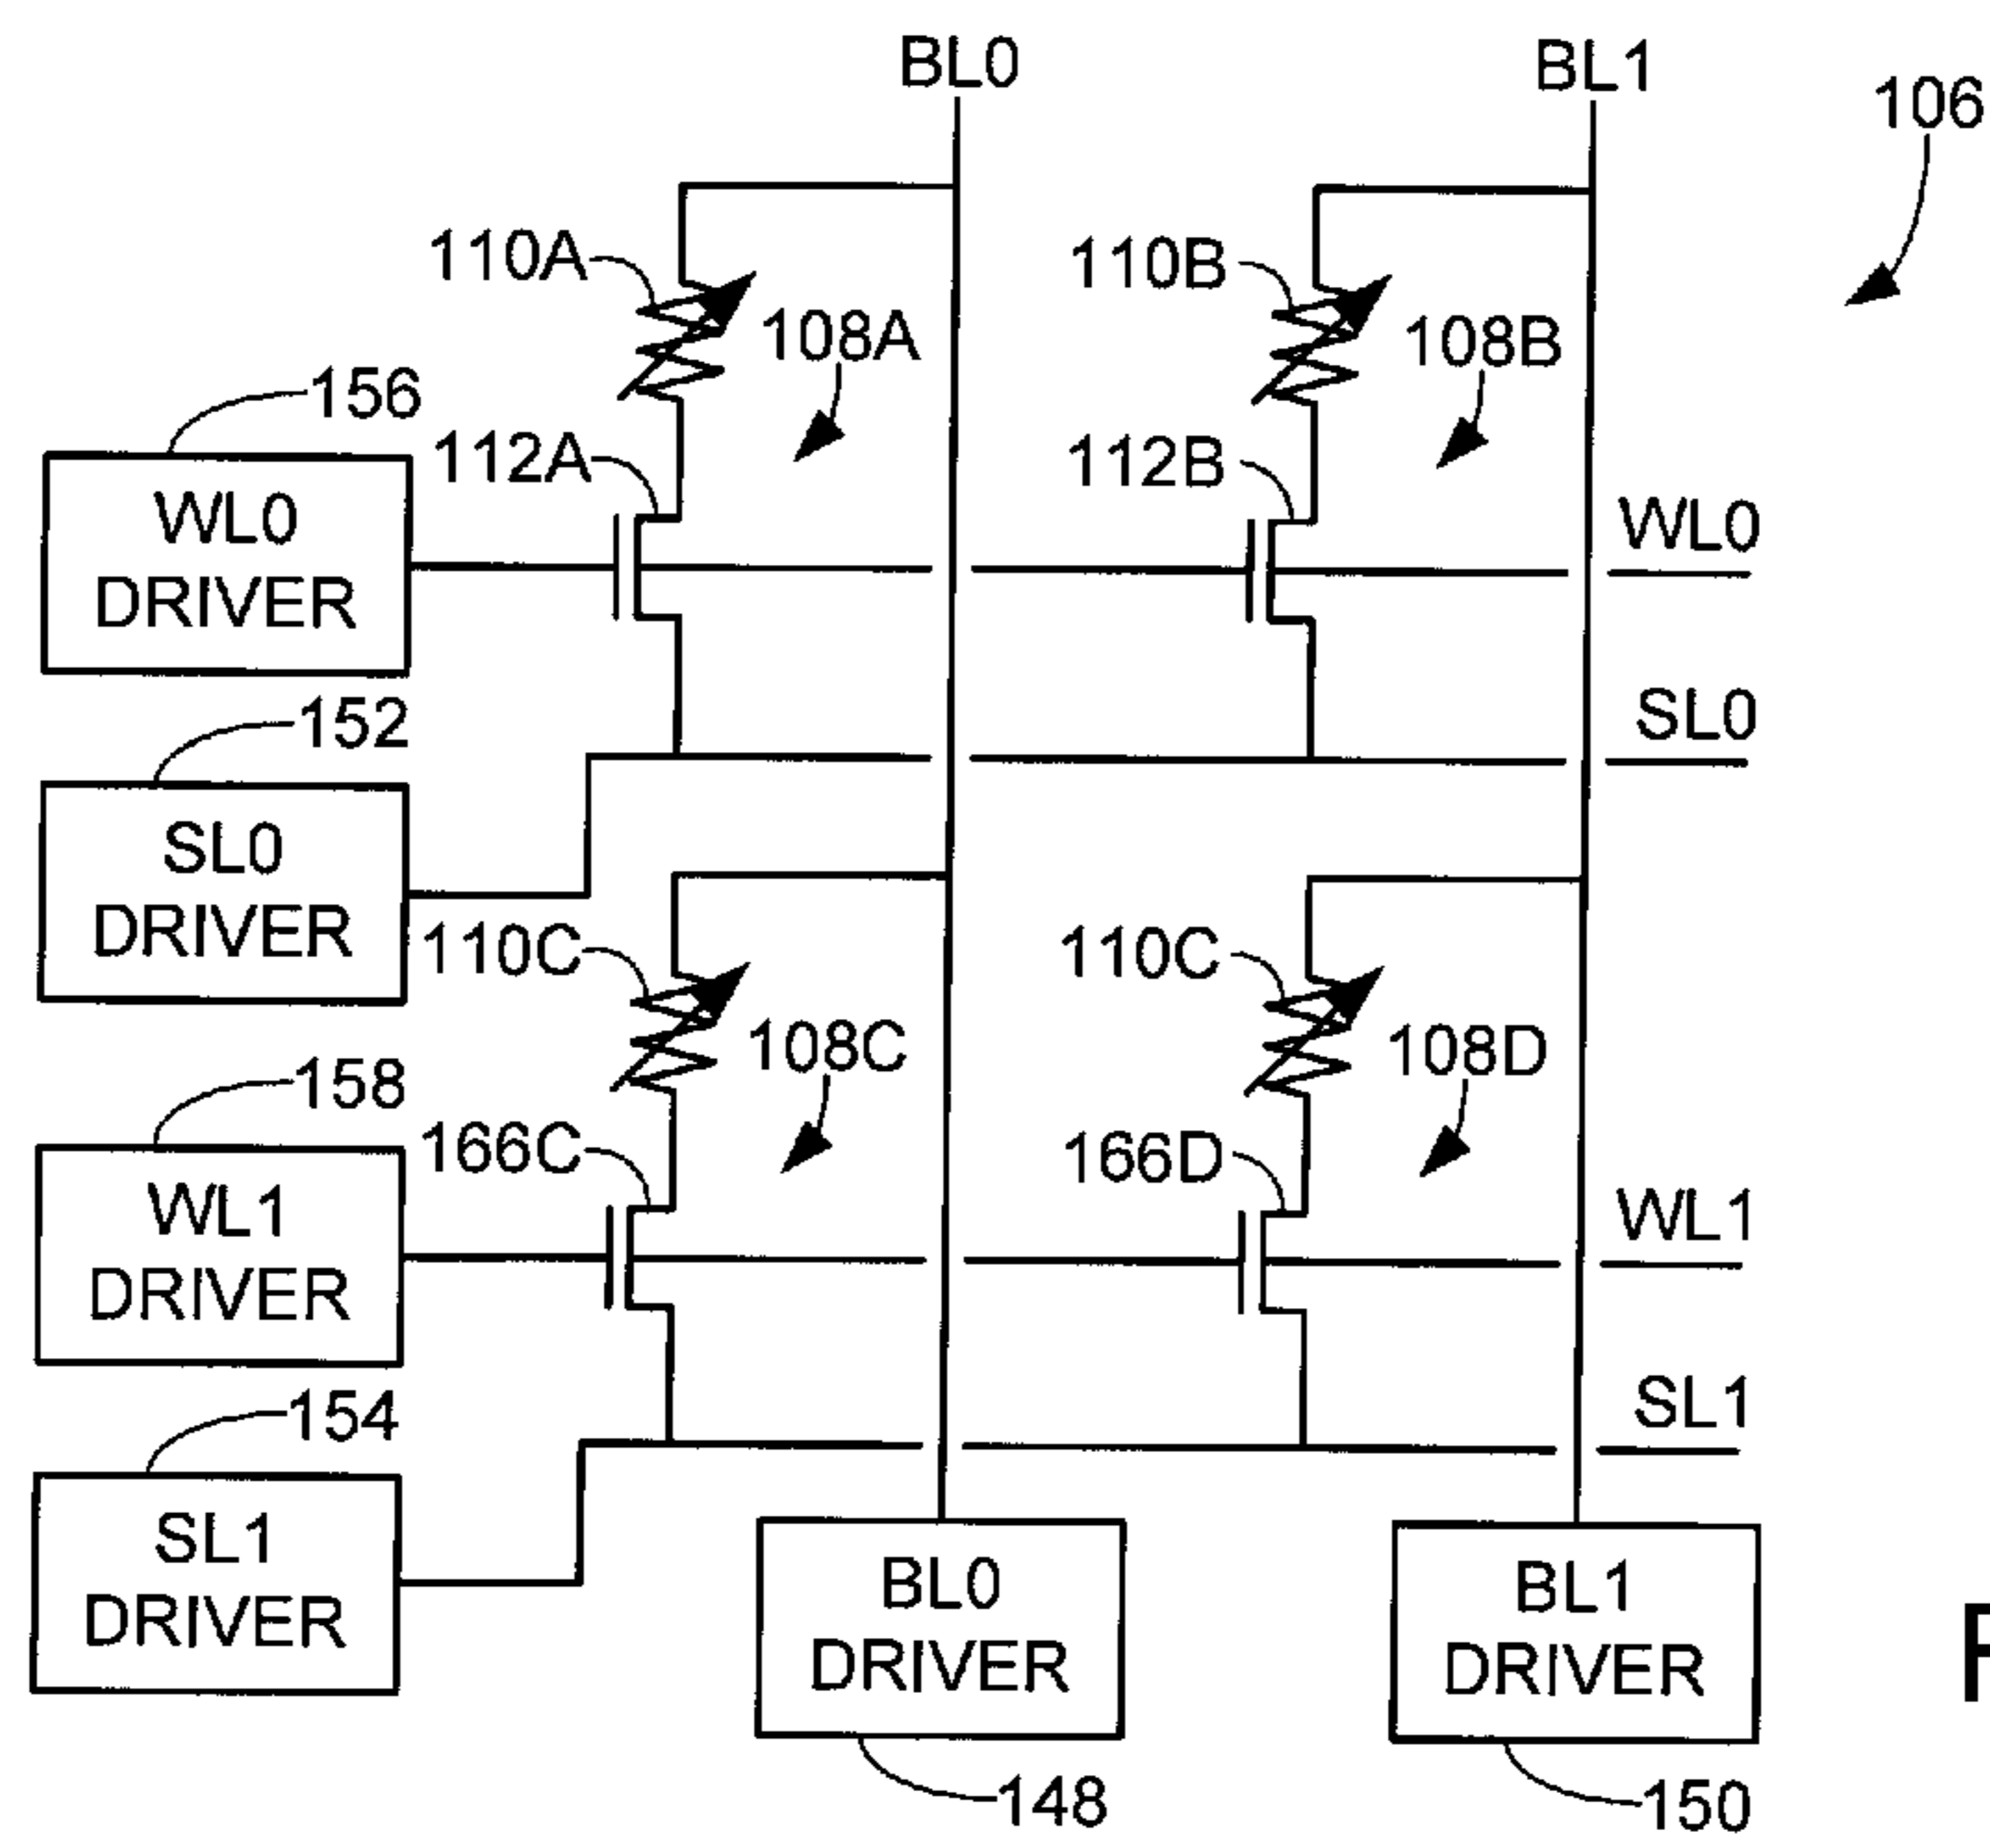 BL0
BL1
106
110A
110B
108A
108B
156
112A
112B
WL0
DRIVER
WL0
152
SL0
SL0
DRIVER
110C
110C
108C
108D
158
166C
166D
WL1
DRIVER
WL1
154
SL1
SL1
DRIVER
BL0
DRIVER
BL1
DRIVER
148
150